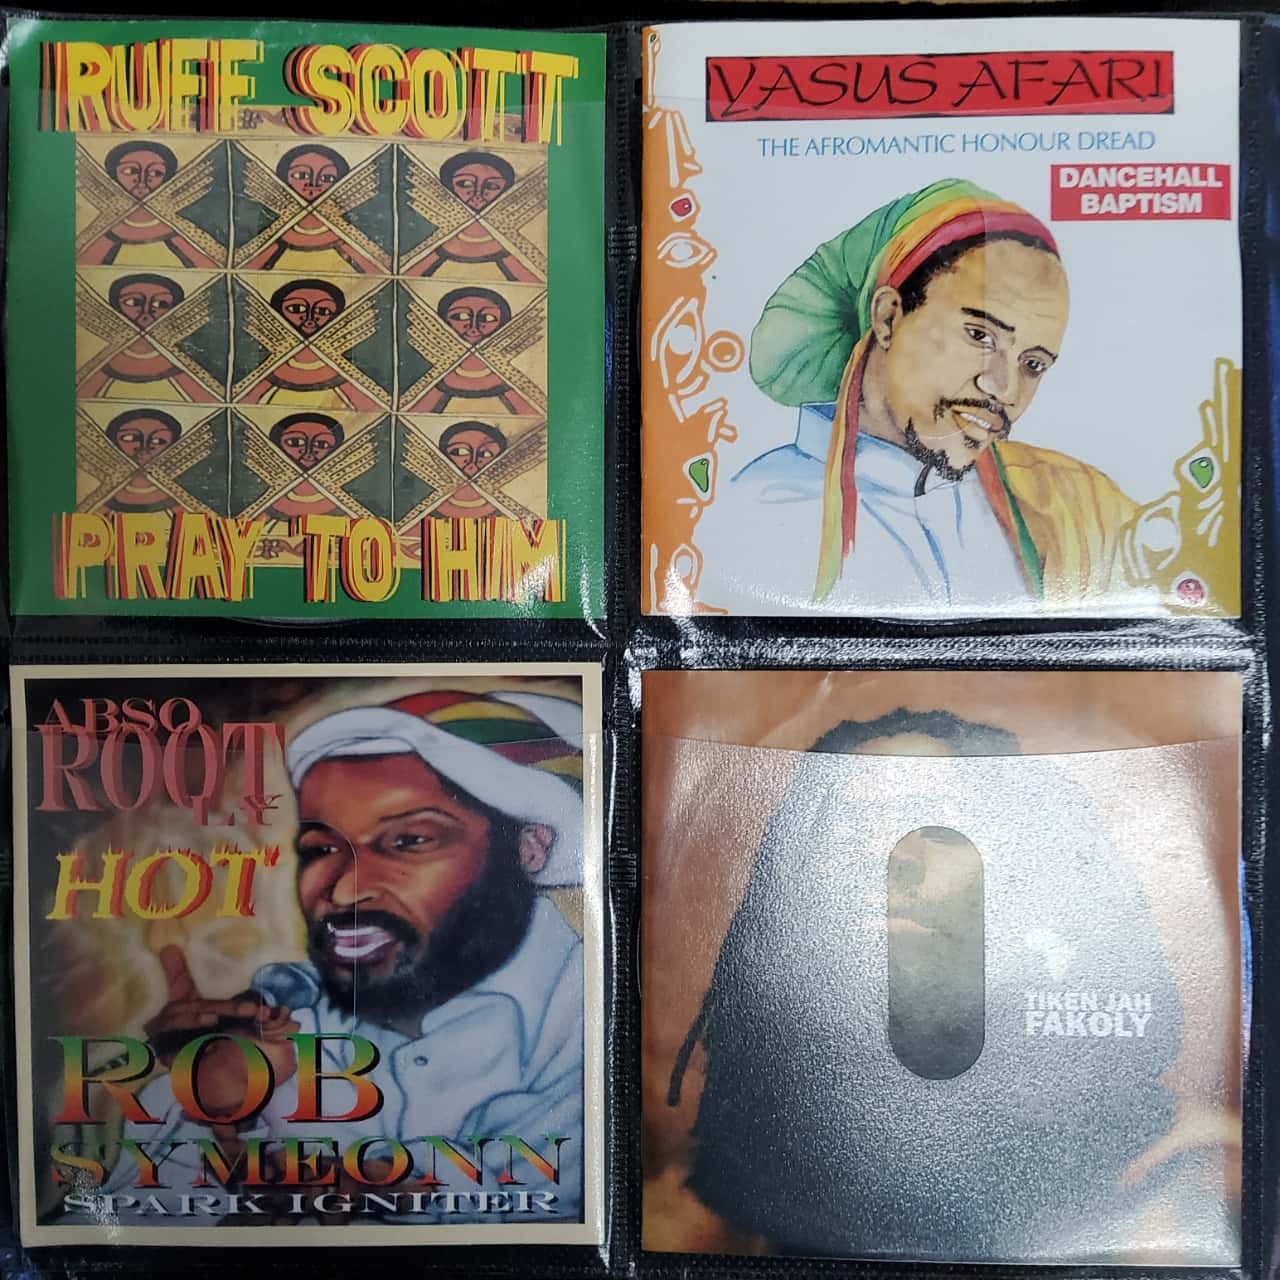 RUFF SCOTT
PRAY TO HIM
YASUS AFARI
THE AFROMANTIC HONOUR DREAD
DANCEHALL
BAPTISM
ABSO
ROOT
LY
HOT
ROB
SYMEONN
SPARK IGNITER
TIKEN JAH
FAKOLY